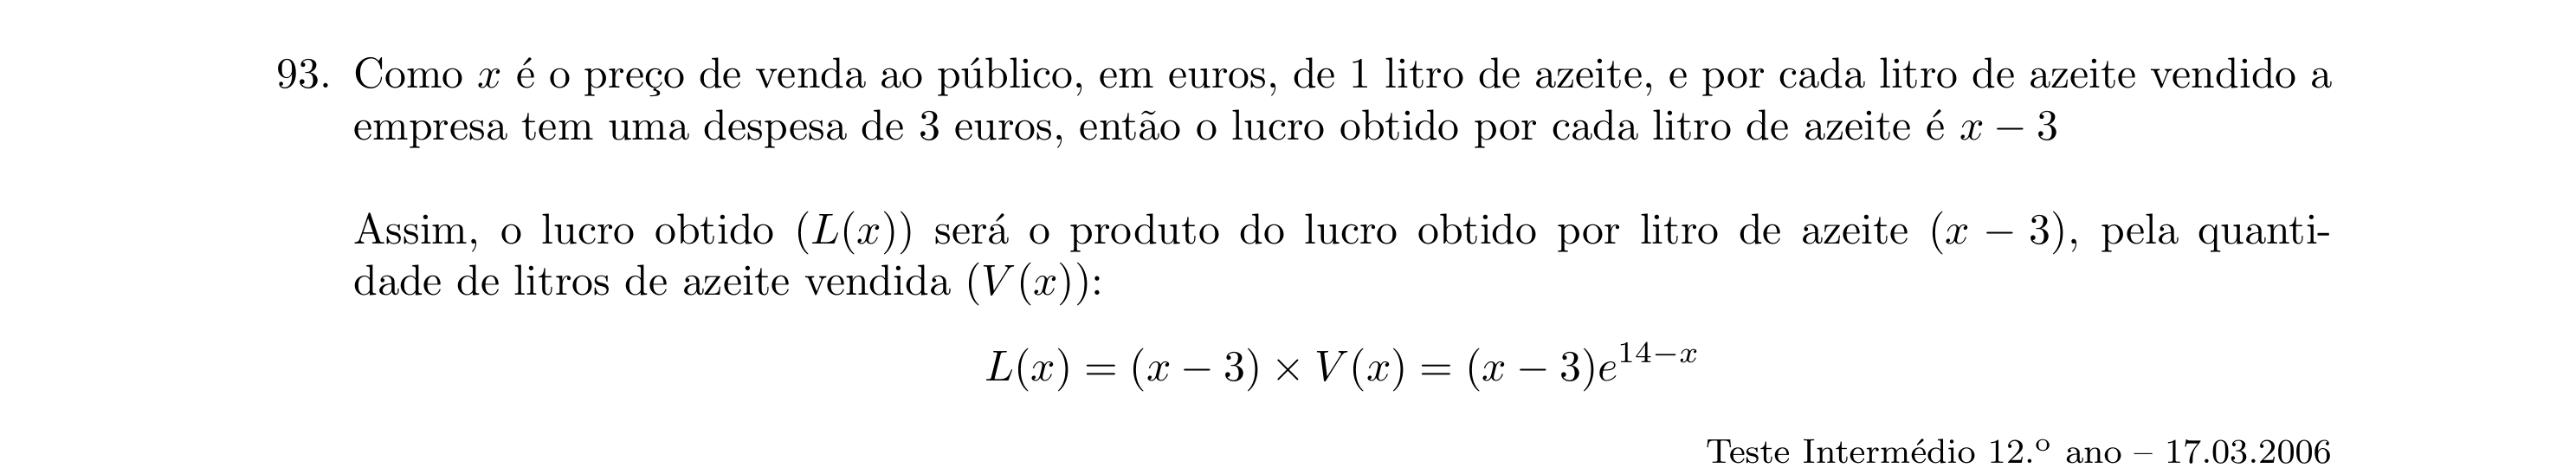 93. Como x é o preço de venda ao público, em euros, de 1 litro de azeite, e por cada litro de azeite vendido a
empresa tem uma despesa de 3 euros, então o lucro obtido por cada litro de azeite é x − 3
Assim, o lucro obtido (L(x)) será o produto do lucro obtido por litro de azeite (x − 3), pela quanti-
dade de litros de azeite vendida (V(x)):
L(x) = (x − 3) × V(x) = (x − 3)e^{14−x}
Teste Intermédio 12.º ano – 17.03.2006